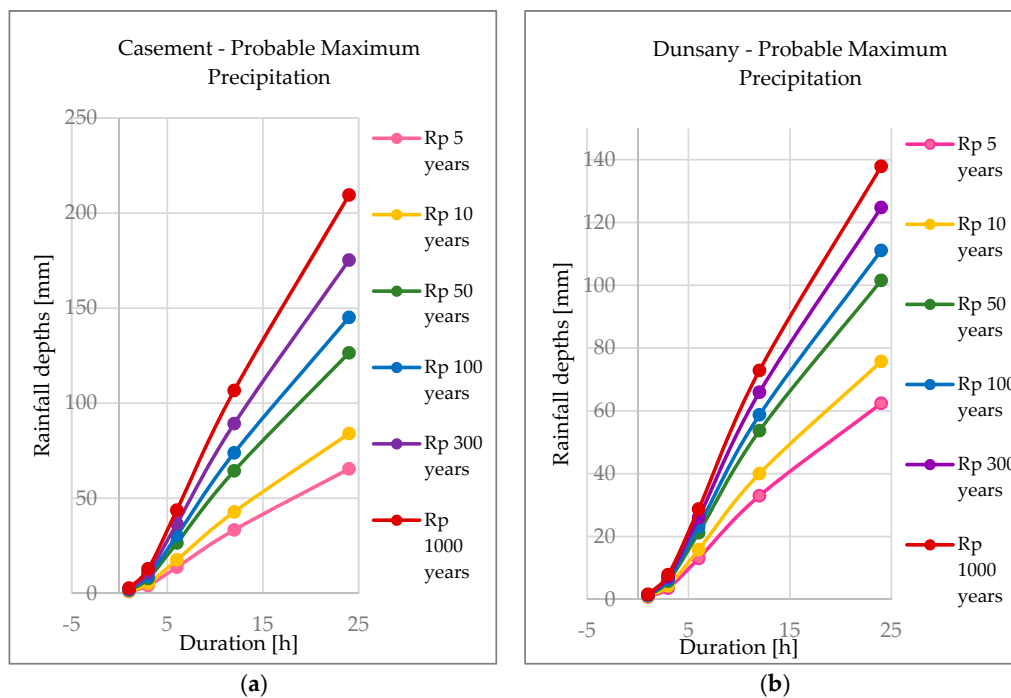 Casement - Probable Maximum
Precipitation
250
200
150
100
50
0
-5
5
15
25
Rainfall depths [mm]
Duration [h]
Rp 5
years
Rp 10
years
Rp 50
years
Rp 100
years
Rp 300
years
Rp
1000
years
(a)
Dunsany - Probable Maximum
Precipitation
140
120
100
80
60
40
20
0
-5
5
15
25
Rainfall depths [mm]
Duration [h]
Rp 5
years
Rp 10
years
Rp 50
years
Rp 100
years
Rp 300
years
Rp
1000
years
(b)